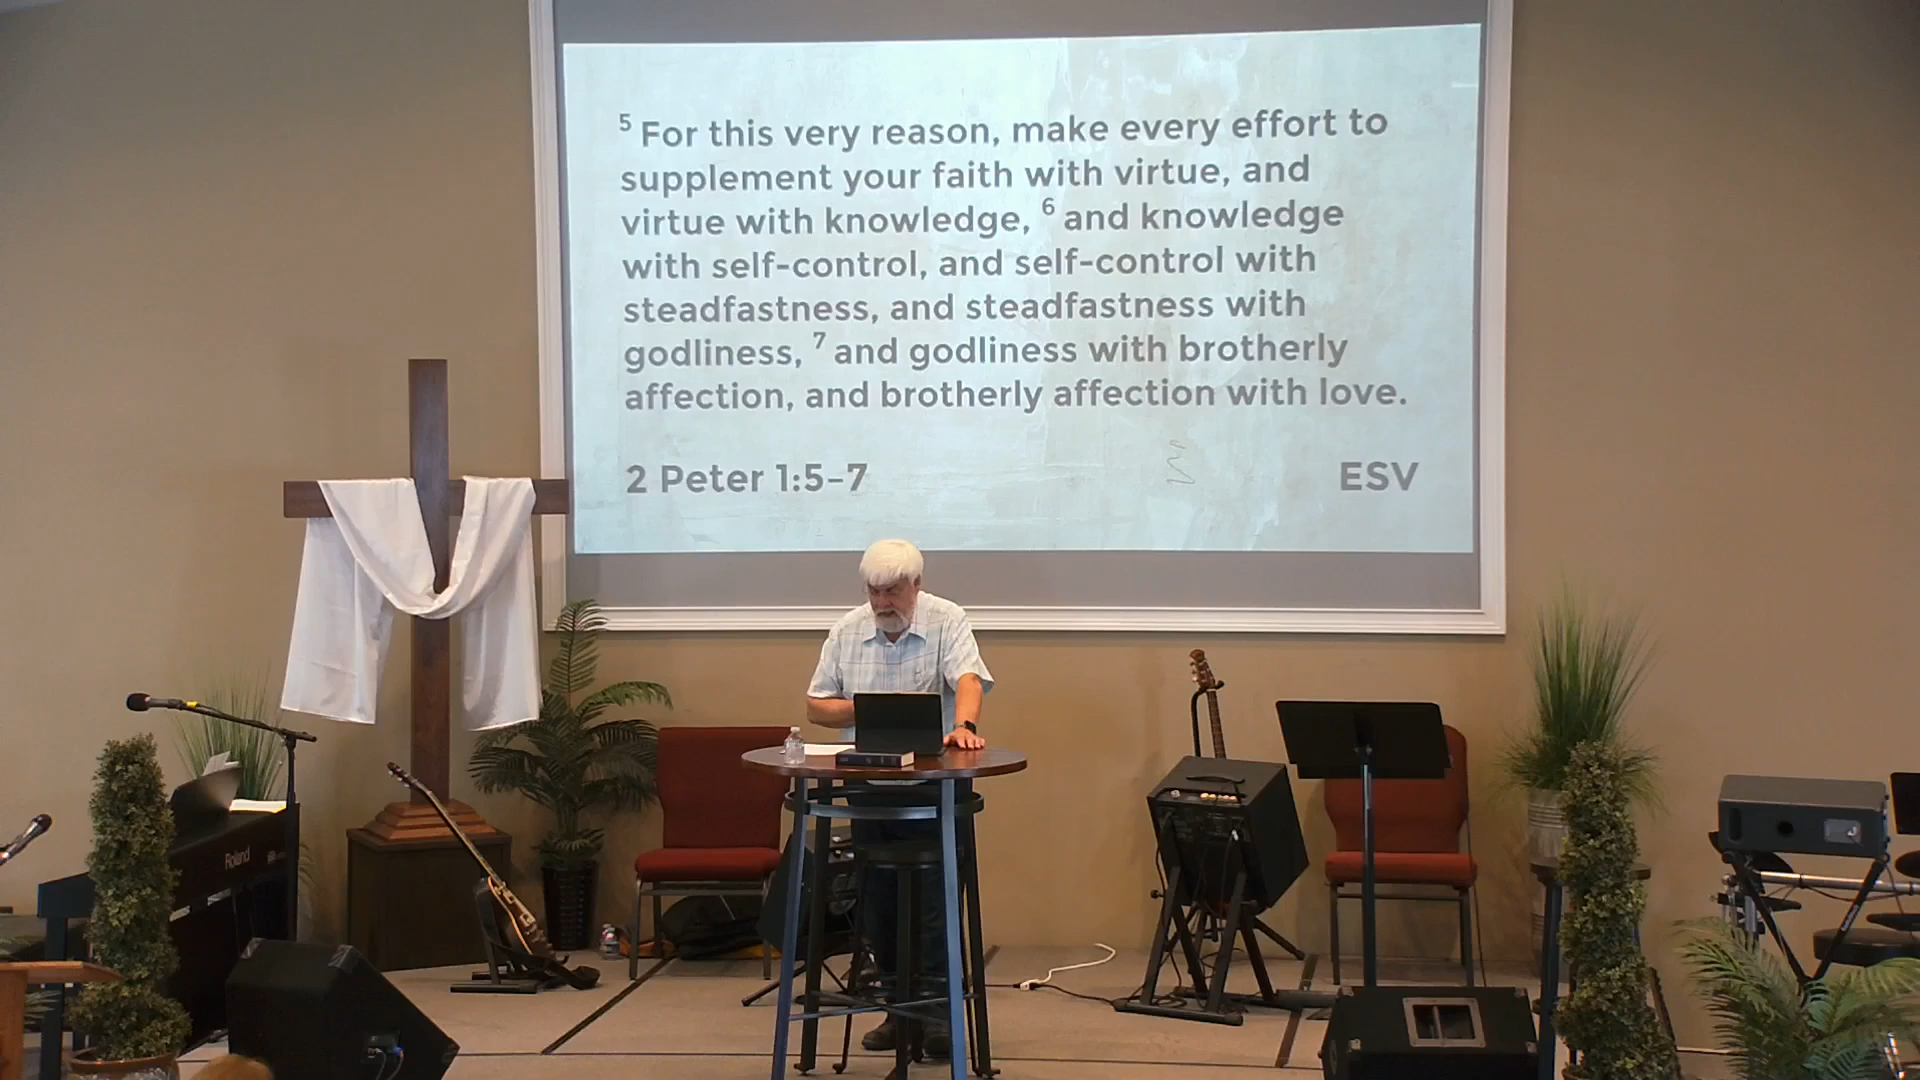 ⁵ For this very reason, make every effort to
supplement your faith with virtue, and
virtue with knowledge, ⁶ and knowledge
with self-control, and self-control with
steadfastness, and steadfastness with
godliness, ⁷ and godliness with brotherly
affection, and brotherly affection with love.
2 Peter 1:5-7 ESV
Roland